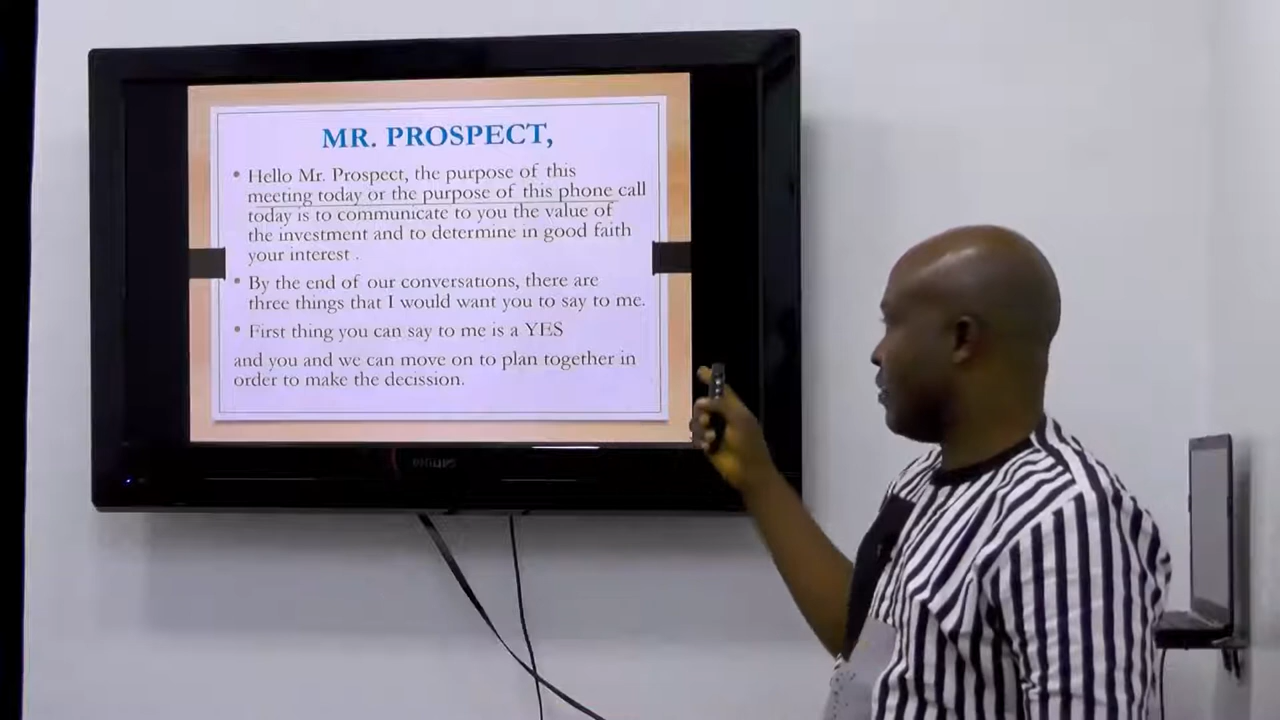 MR. PROSPECT,
• Hello Mr. Prospect, the purpose of this
meeting today or the purpose of this phone call
today is to communicate to you the value of
the investment and to determine in good faith
your interest .
• By the end of our conversations, there are
three things that I would want you to say to me.
• First thing you can say to me is a YES
and you and we can move on to plan together in
order to make the decission.